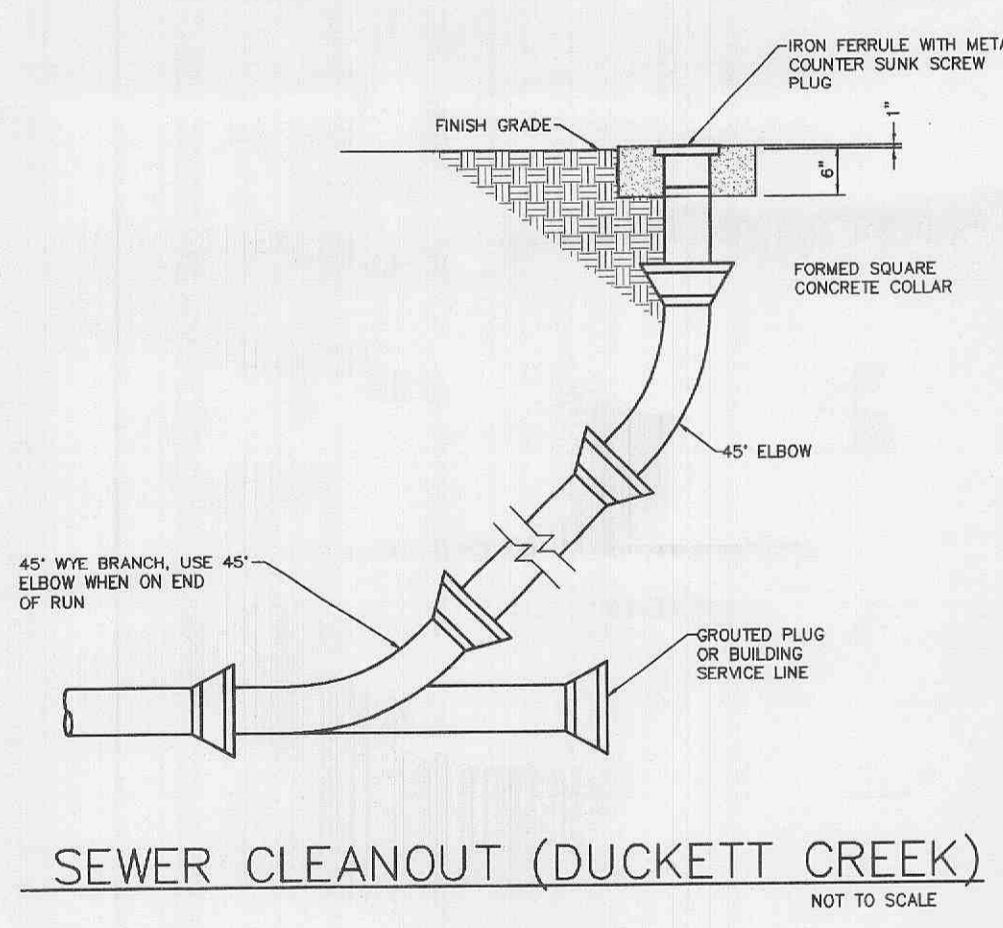 IRON FERRULE WITH META
COUNTER SUNK SCREW
PLUG
FINISH GRADE
1"
6"
FORMED SQUARE
CONCRETE COLLAR
45° ELBOW
45° WYE BRANCH, USE 45°
ELBOW WHEN ON END
OF RUN
GROUTED PLUG
OR BUILDING
SERVICE LINE
SEWER CLEANOUT (DUCKETT CREEK)
NOT TO SCALE